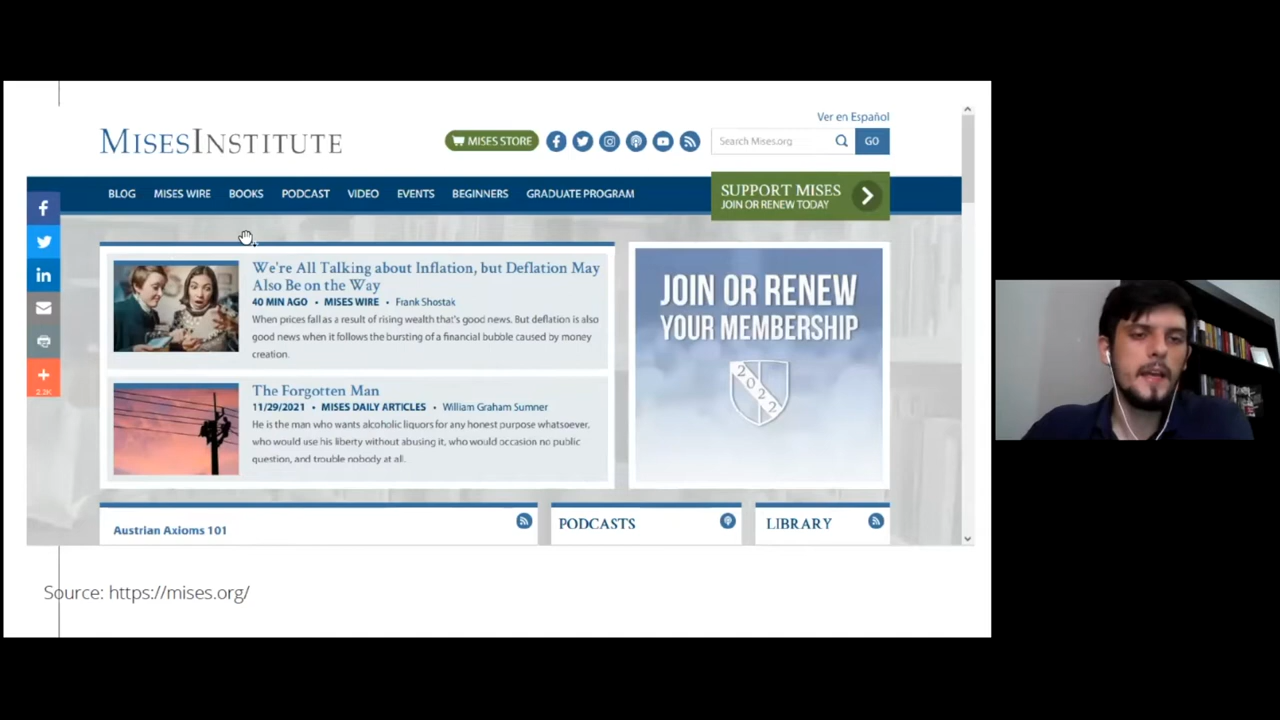 Ver en Español
MISESINSTITUTE
MISES STORE
Search Mises.org
GO
BLOG MISES WIRE BOOKS PODCAST VIDEO EVENTS BEGINNERS GRADUATE PROGRAM
SUPPORT MISES
JOIN OR RENEW TODAY
We're All Talking about Inflation, but Deflation May
Also Be on the Way
40 MIN AGO • MISES WIRE • Frank Shostak
When prices fall as a result of rising wealth that's good news. But deflation is also
good news when it follows the bursting of a financial bubble caused by money
creation.
The Forgotten Man
11/29/2021 • MISES DAILY ARTICLES • William Graham Sumner
He is the man who wants alcoholic liquors for any honest purpose whatsoever,
who would use his liberty without abusing it, who would occasion no public
question, and trouble nobody at all.
JOIN OR RENEW
YOUR MEMBERSHIP
2022
2.2K
Austrian Axioms 101
PODCASTS
LIBRARY
Source: https://mises.org/